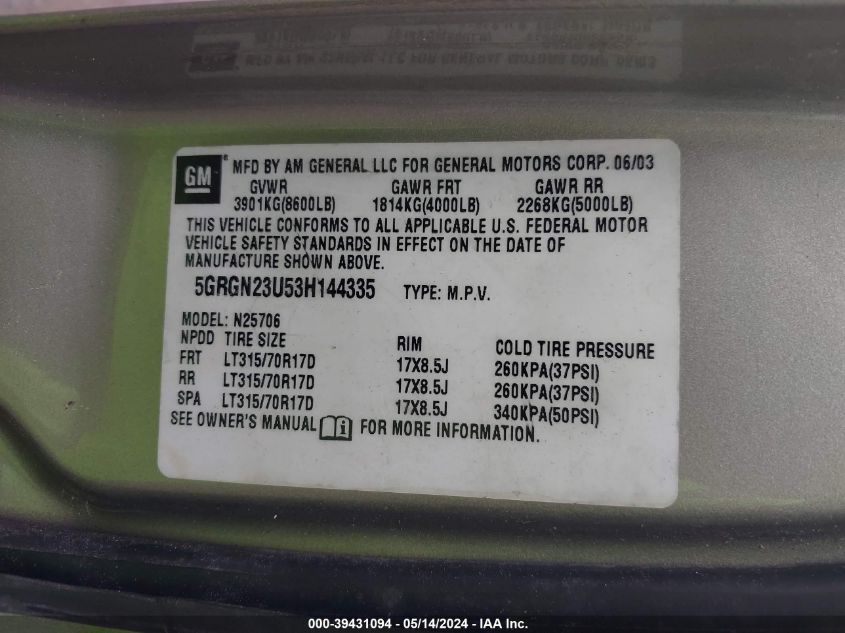 GM
MFD BY AM GENERAL LLC FOR GENERAL MOTORS CORP. 06/03
GVWR GAWR FRT GAWR RR
3901KG(8600LB) 1814KG(4000LB) 2268KG(5000LB)
THIS VEHICLE CONFORMS TO ALL APPLICABLE U.S. FEDERAL MOTOR
VEHICLE SAFETY STANDARDS IN EFFECT ON THE DATE OF
MANUFACTURE SHOWN ABOVE.
5GRGN23U53H144335 TYPE: M.P.V.
MODEL: N25706
NPDD TIRE SIZE RIM COLD TIRE PRESSURE
FRT LT315/70R17D 17X8.5J 260KPA(37PSI)
RR LT315/70R17D 17X8.5J 260KPA(37PSI)
SPA LT315/70R17D 17X8.5J 340KPA(50PSI)
SEE OWNER'S MANUAL i FOR MORE INFORMATION.
000-39431094 - 05/14/2024 - IAA Inc.